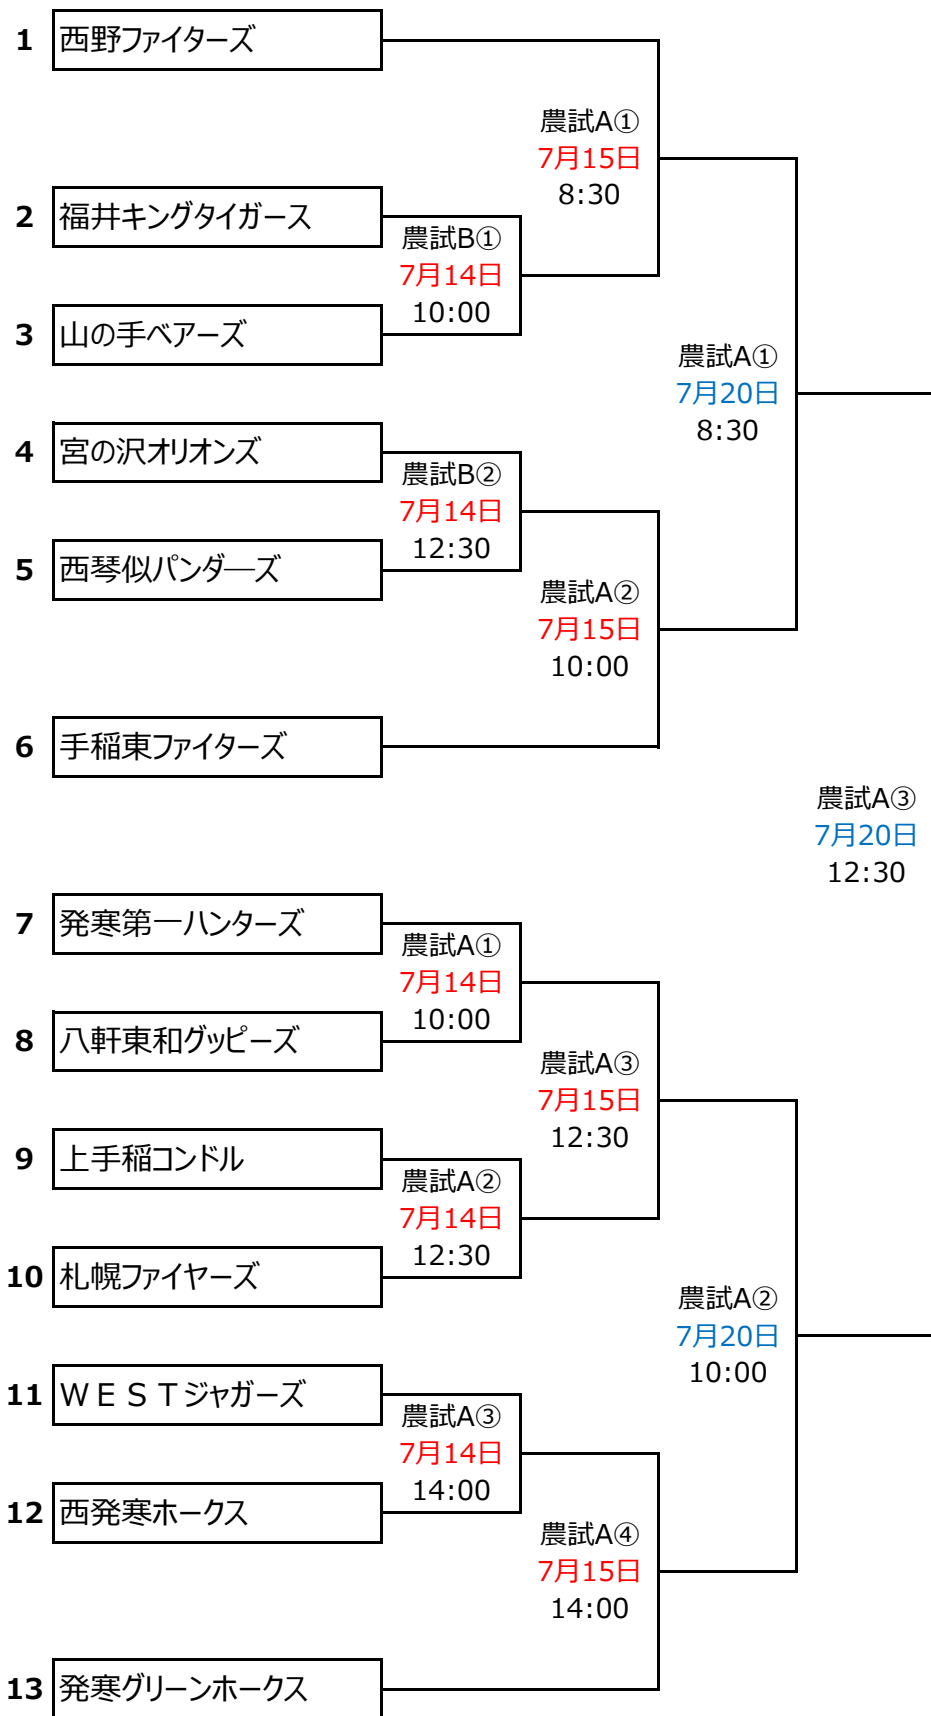 1 西野ファイターズ
農試A①
7月15日
8:30
2 福井キングタイガース
農試B①
7月14日
10:00
3 山の手ベアーズ
農試A①
7月20日
8:30
4 宮の沢オリオンズ
農試B②
7月14日
12:30
5 西琴似パンダ―ズ
農試A②
7月15日
10:00
6 手稲東ファイターズ
農試A③
7月20日
12:30
7 発寒第一ハンターズ
農試A①
7月14日
10:00
8 八軒東和グッピーズ
農試A③
7月15日
12:30
9 上手稲コンドル
農試A②
7月14日
12:30
10 札幌ファイヤーズ
農試A②
7月20日
10:00
11 ＷＥＳＴジャガーズ
農試A③
7月14日
14:00
12 西発寒ホークス
農試A④
7月15日
14:00
13 発寒グリーンホークス